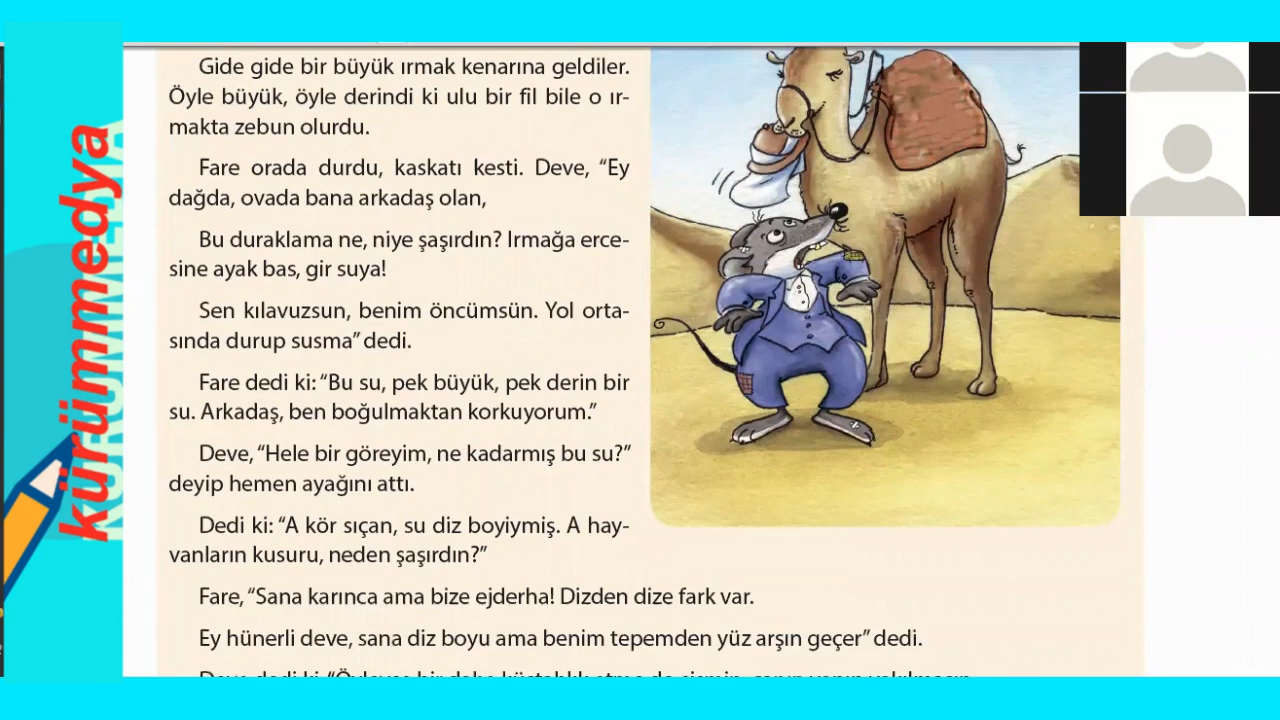 kürümmedya
KURUMMEDYA
Gide gide bir büyük ırmak kenarına geldiler.
Öyle büyük, öyle derindi ki ulu bir fil bile o ır-
makta zebun olurdu.
Fare orada durdu, kaskatı kesti. Deve, “Ey
dağda, ovada bana arkadaş olan,
Bu duraklama ne, niye şaşırdın? Irmağa erce-
sine ayak bas, gir suya!
Sen kılavuzsun, benim öncümsün. Yol orta-
sında durup susma” dedi.
Fare dedi ki: “Bu su, pek büyük, pek derin bir
su. Arkadaş, ben boğulmaktan korkuyorum.”
Deve, “Hele bir göreyim, ne kadarmış bu su?”
deyip hemen ayağını attı.
Dedi ki: “A kör sıçan, su diz boyiymiş. A hay-
vanların kusuru, neden şaşırdın?”
Fare, “Sana karınca ama bize ejderha! Dizden dize fark var.
Ey hünerli deve, sana diz boyu ama benim tepemden yüz arşın geçer” dedi.